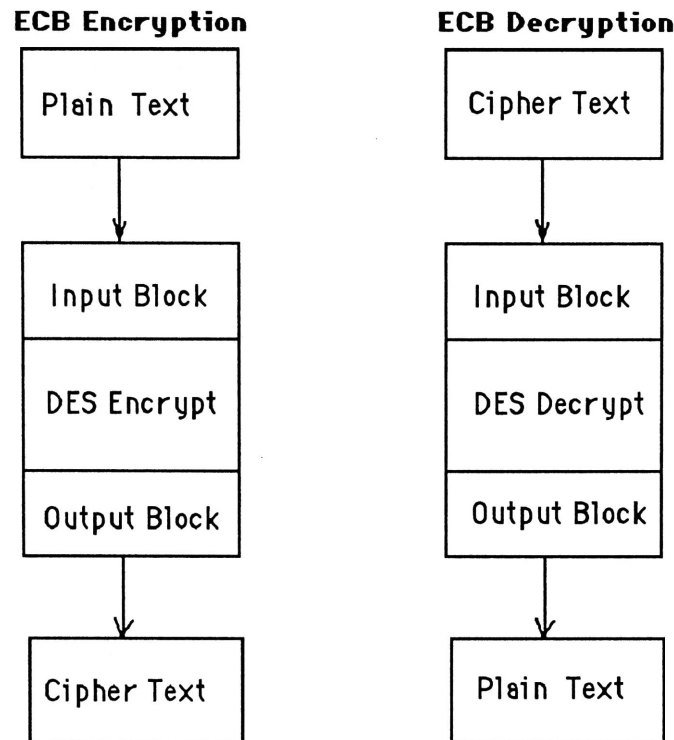 ECB Encryption
Plain Text
Input Block
DES Encrypt
Output Block
Cipher Text
ECB Decryption
Cipher Text
Input Block
DES Decrypt
Output Block
Plain Text